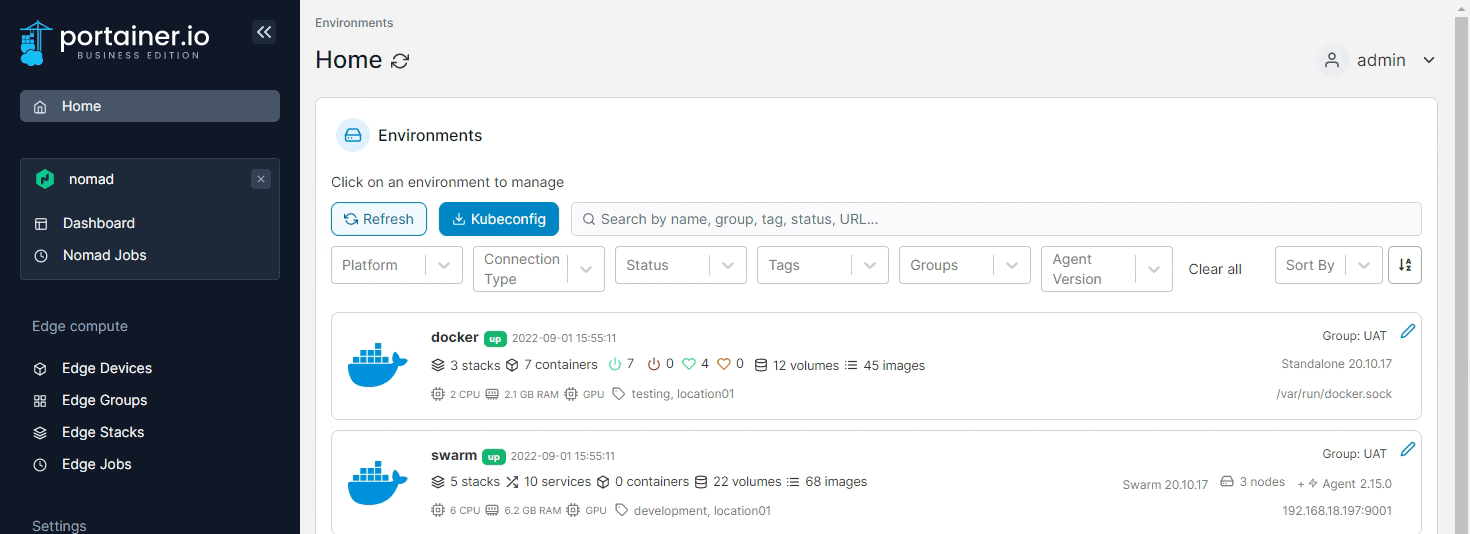 portainer.io
BUSINESS EDITION
Home
nomad
Dashboard
Nomad Jobs
Edge compute
Edge Devices
Edge Groups
Edge Stacks
Edge Jobs
Settings
Environments
Home
admin
Environments
Click on an environment to manage
Refresh Kubeconfig Search by name, group, tag, status, URL...
Platform Connection Type Status Tags Groups Agent Version Clear all Sort By
docker up 2022-09-01 15:55:11 Group: UAT
3 stacks 7 containers 7 0 4 0 12 volumes 45 images Standalone 20.10.17
2 CPU 2.1 GB RAM GPU testing, location01 /var/run/docker.sock
swarm up 2022-09-01 15:55:11 Group: UAT
5 stacks 10 services 0 containers 22 volumes 68 images Swarm 20.10.17 3 nodes + Agent 2.15.0
6 CPU 6.2 GB RAM GPU development, location01 192.168.18.197:9001